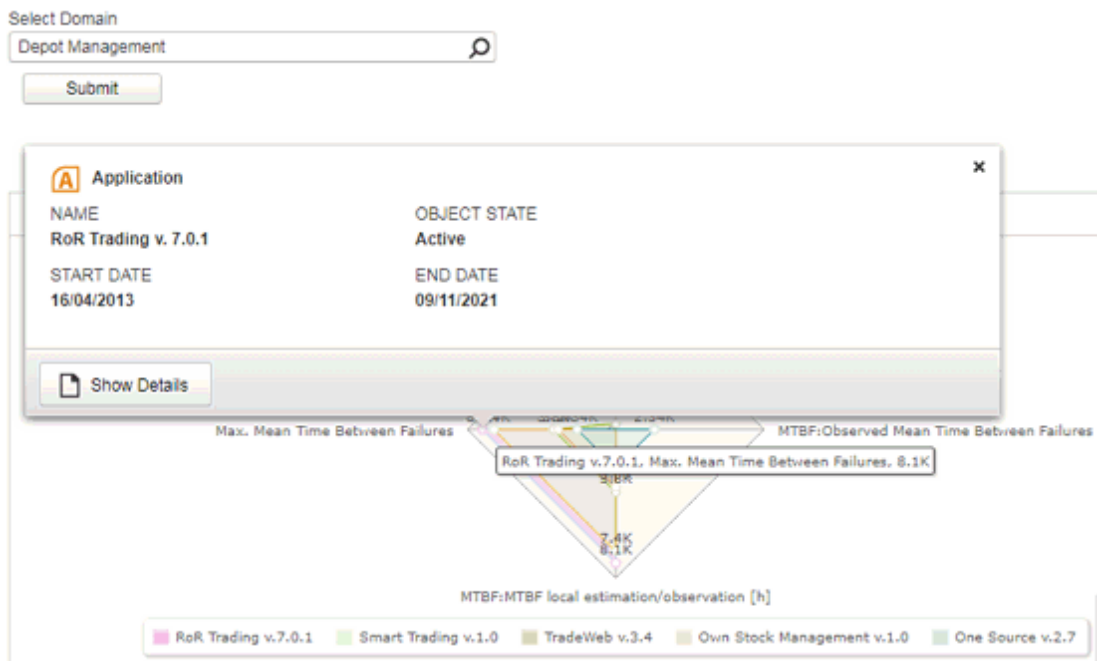 Select Domain
Depot Management
Submit
Application
NAME
OBJECT STATE
RoR Trading v. 7.0.1
Active
START DATE
END DATE
16/04/2013
09/11/2021
Show Details
Max. Mean Time Between Failures
MTBF:Observed Mean Time Between Failures
RoR Trading v.7.0.1, Max. Mean Time Between Failures, 8.1K
7.4K
8.1K
MTBF:MTBF local estimation/observation [h]
RoR Trading v.7.0.1 Smart Trading v.1.0 TradeWeb v.3.4 Own Stock Management v.1.0 One Source v.2.7